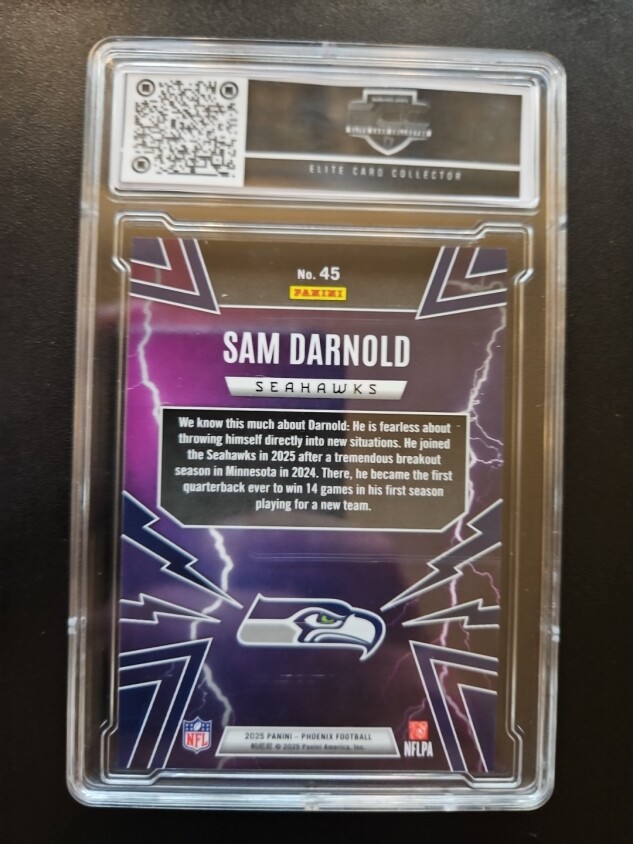 ELITE CARD COLLECTOR
No. 45
PANINI
SAM DARNOLD
SEAHAWKS
We know this much about Darnold: He is fearless about
throwing himself directly into new situations. He joined
the Seahawks in 2025 after a tremendous breakout
season in Minnesota in 2024. There, he became the first
quarterback ever to win 14 games in his first season
playing for a new team.
NFL
2025 PANINI - PHOENIX FOOTBALL
© 2025 Panini America, Inc.
NFLPA